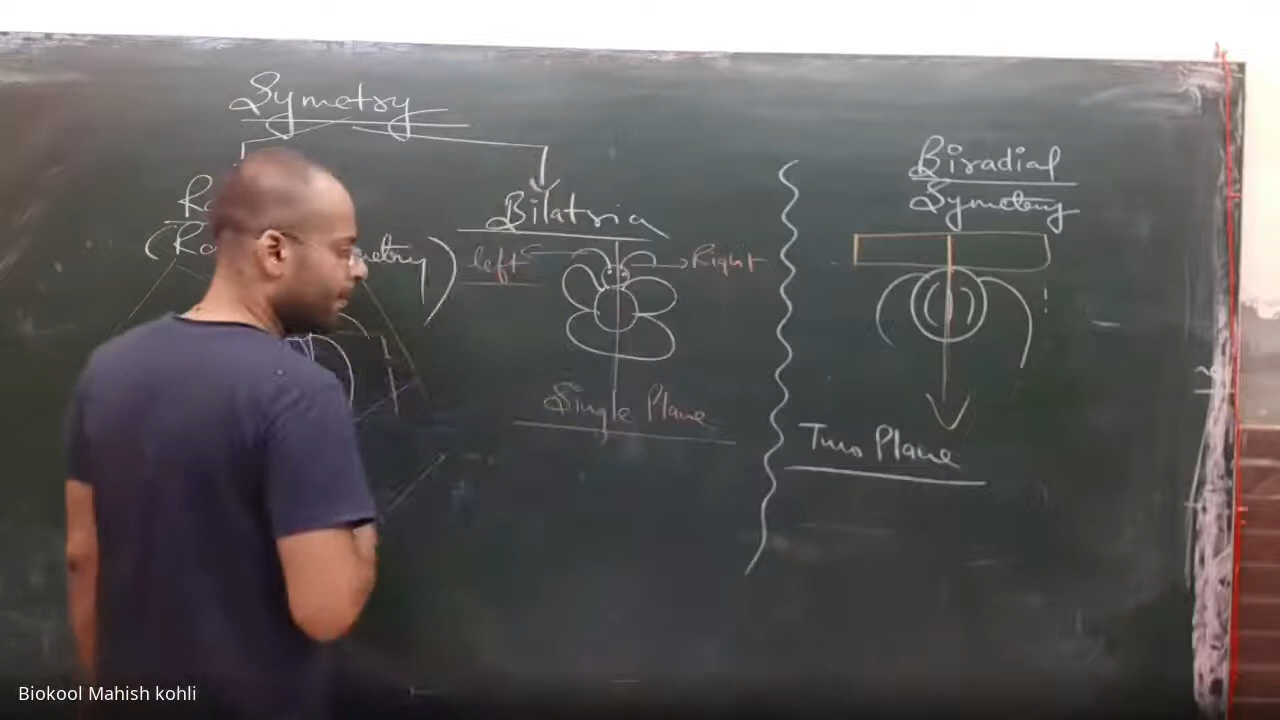 Symetry
Bilatria
left
Right
Single Plane
Biradial
Symetry
Two Plane
Biokool Mahish kohli